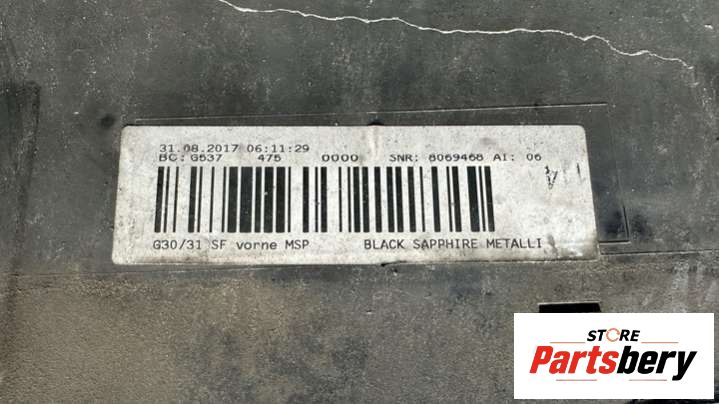 31.08.2017 06:11:29
BC: G537 475 0000 SNR: 8069468 AI: 06
G30/31 SF vorne MSP BLACK SAPPHIRE METALLI
STORE
Partsbery